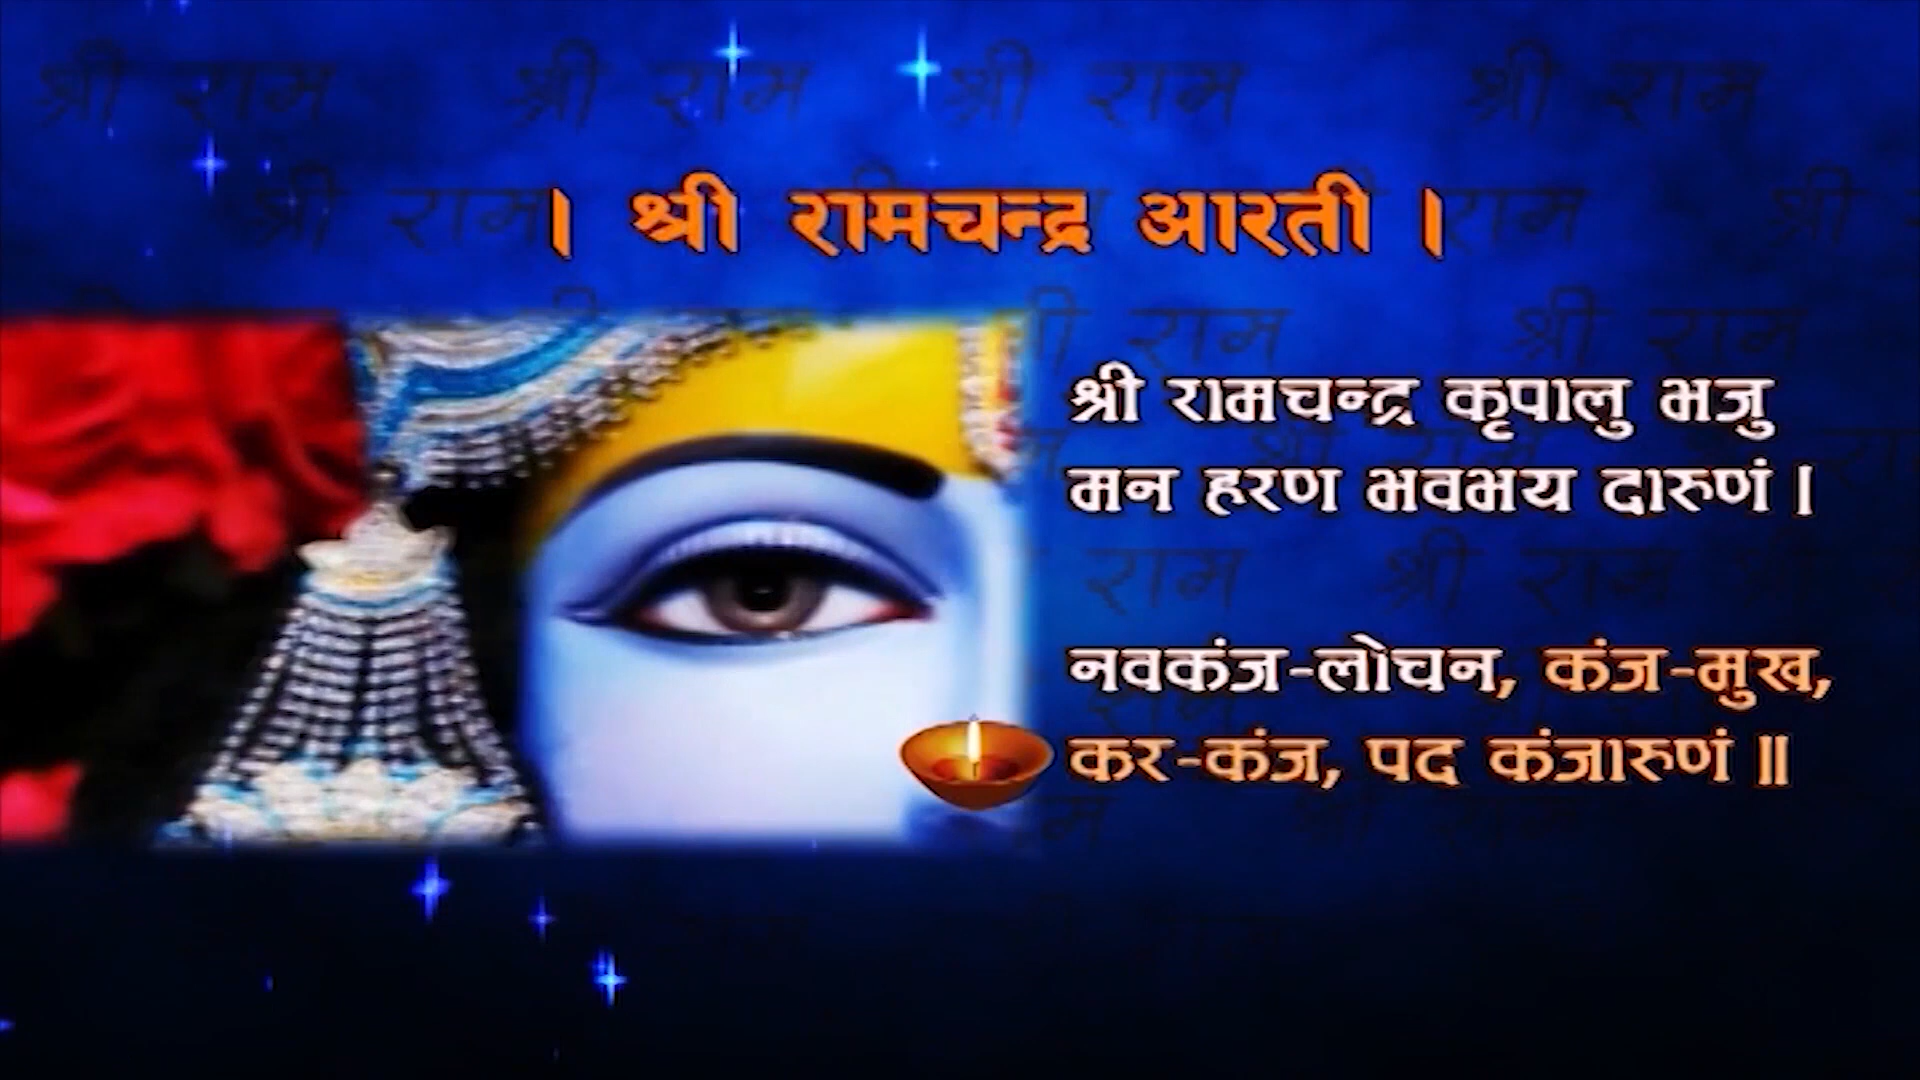 । श्री रामचन्द्र आरती ।
श्री रामचन्द्र कृपालु भजु
मन हरण भवभय दारुणं ।
नवकंज-लोचन, कंज-मुख,
कर-कंज, पद कंजारुणं ॥
श्री राम श्री राम श्री राम श्री राम